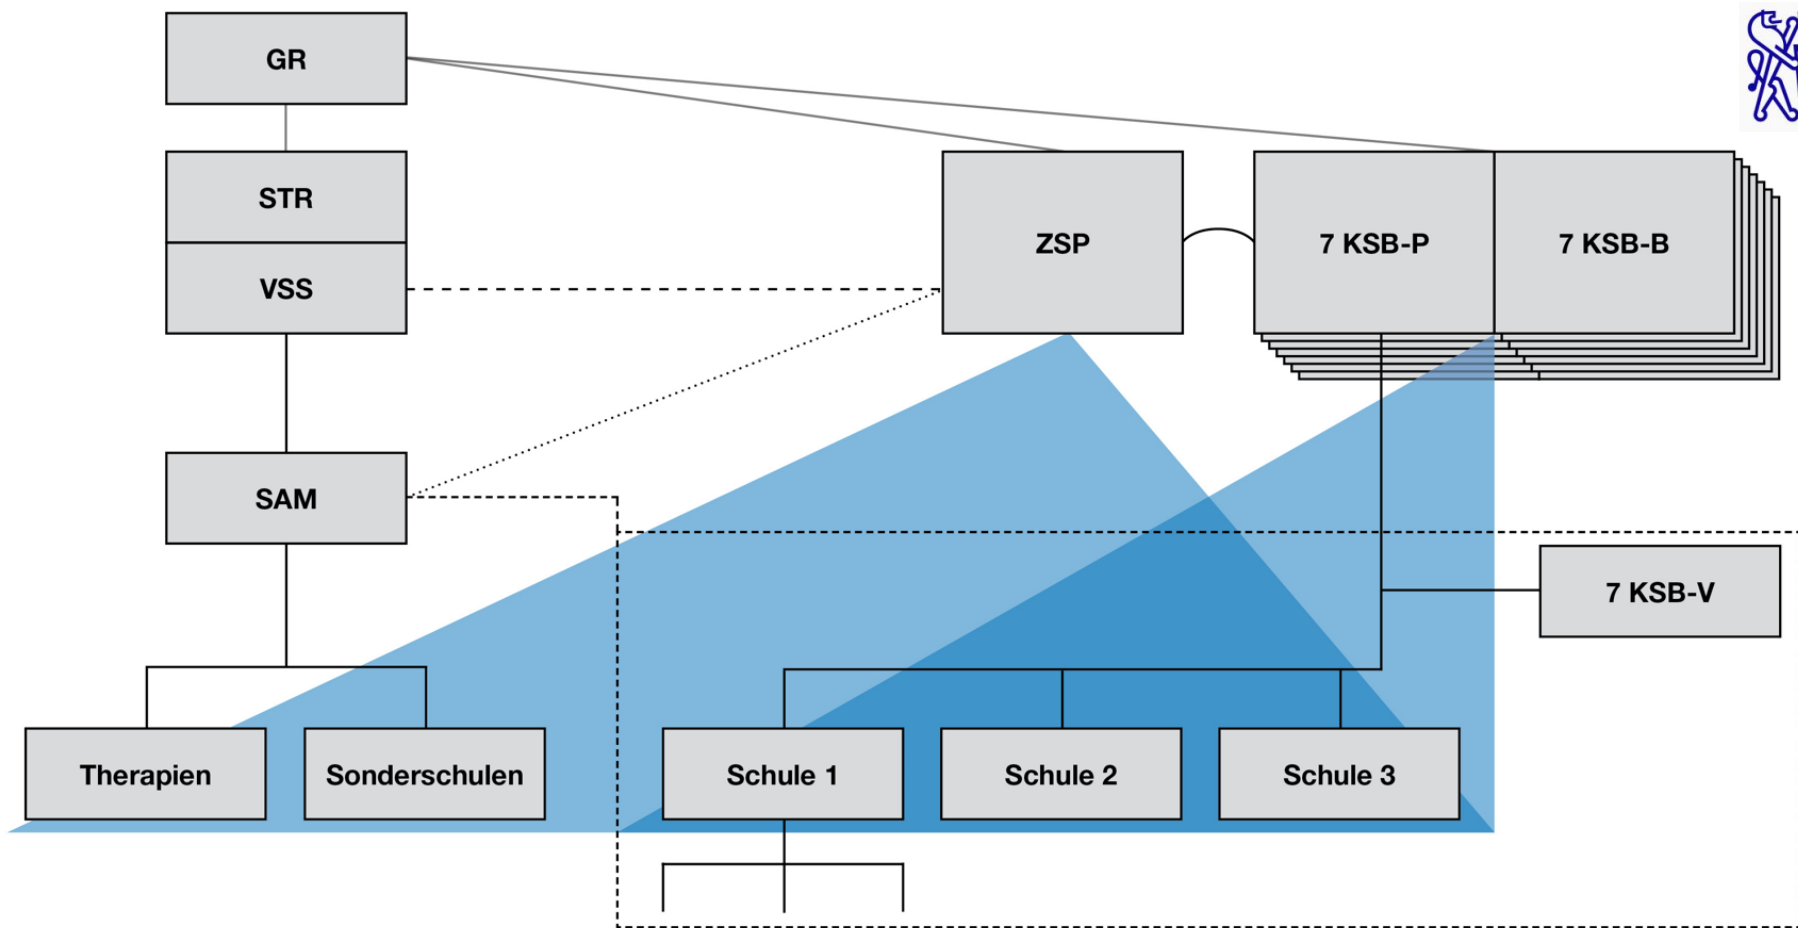 GR
STR
VSS
ZSP
7 KSB-P
7 KSB-B
SAM
7 KSB-V
Therapien
Sonderschulen
Schule 1
Schule 2
Schule 3